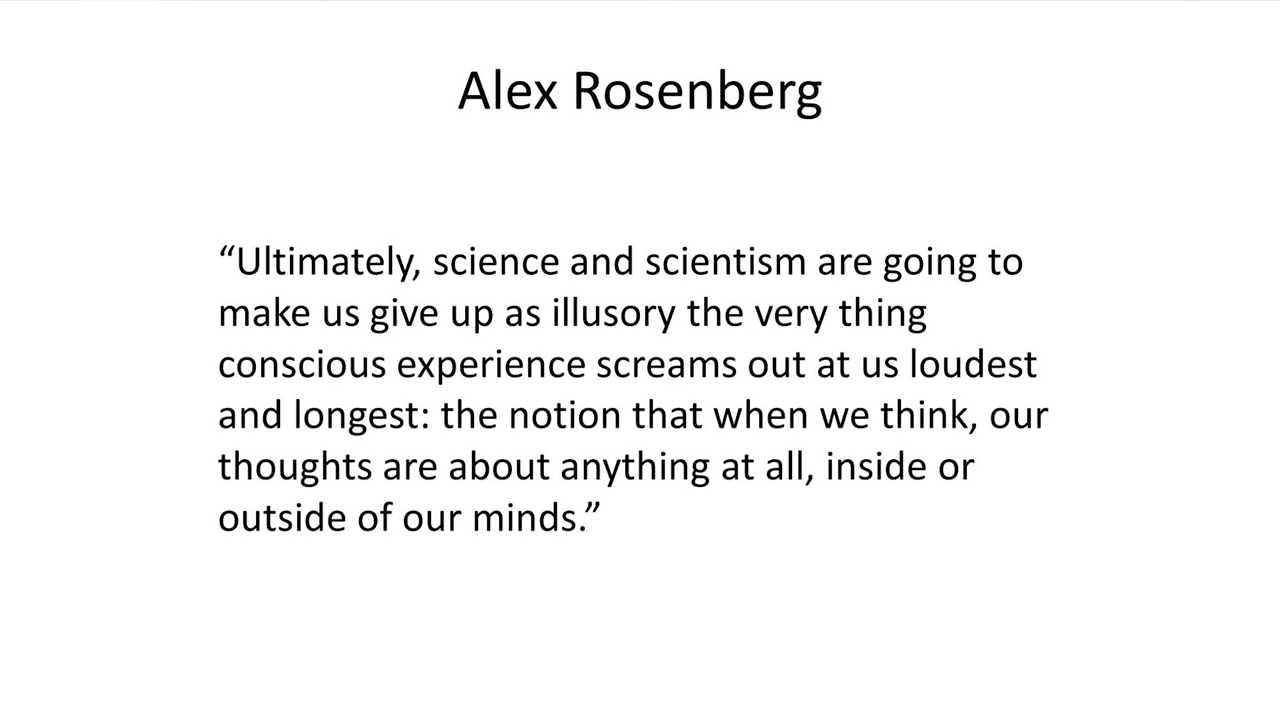 Alex Rosenberg
“Ultimately, science and scientism are going to
make us give up as illusory the very thing
conscious experience screams out at us loudest
and longest: the notion that when we think, our
thoughts are about anything at all, inside or
outside of our minds.”